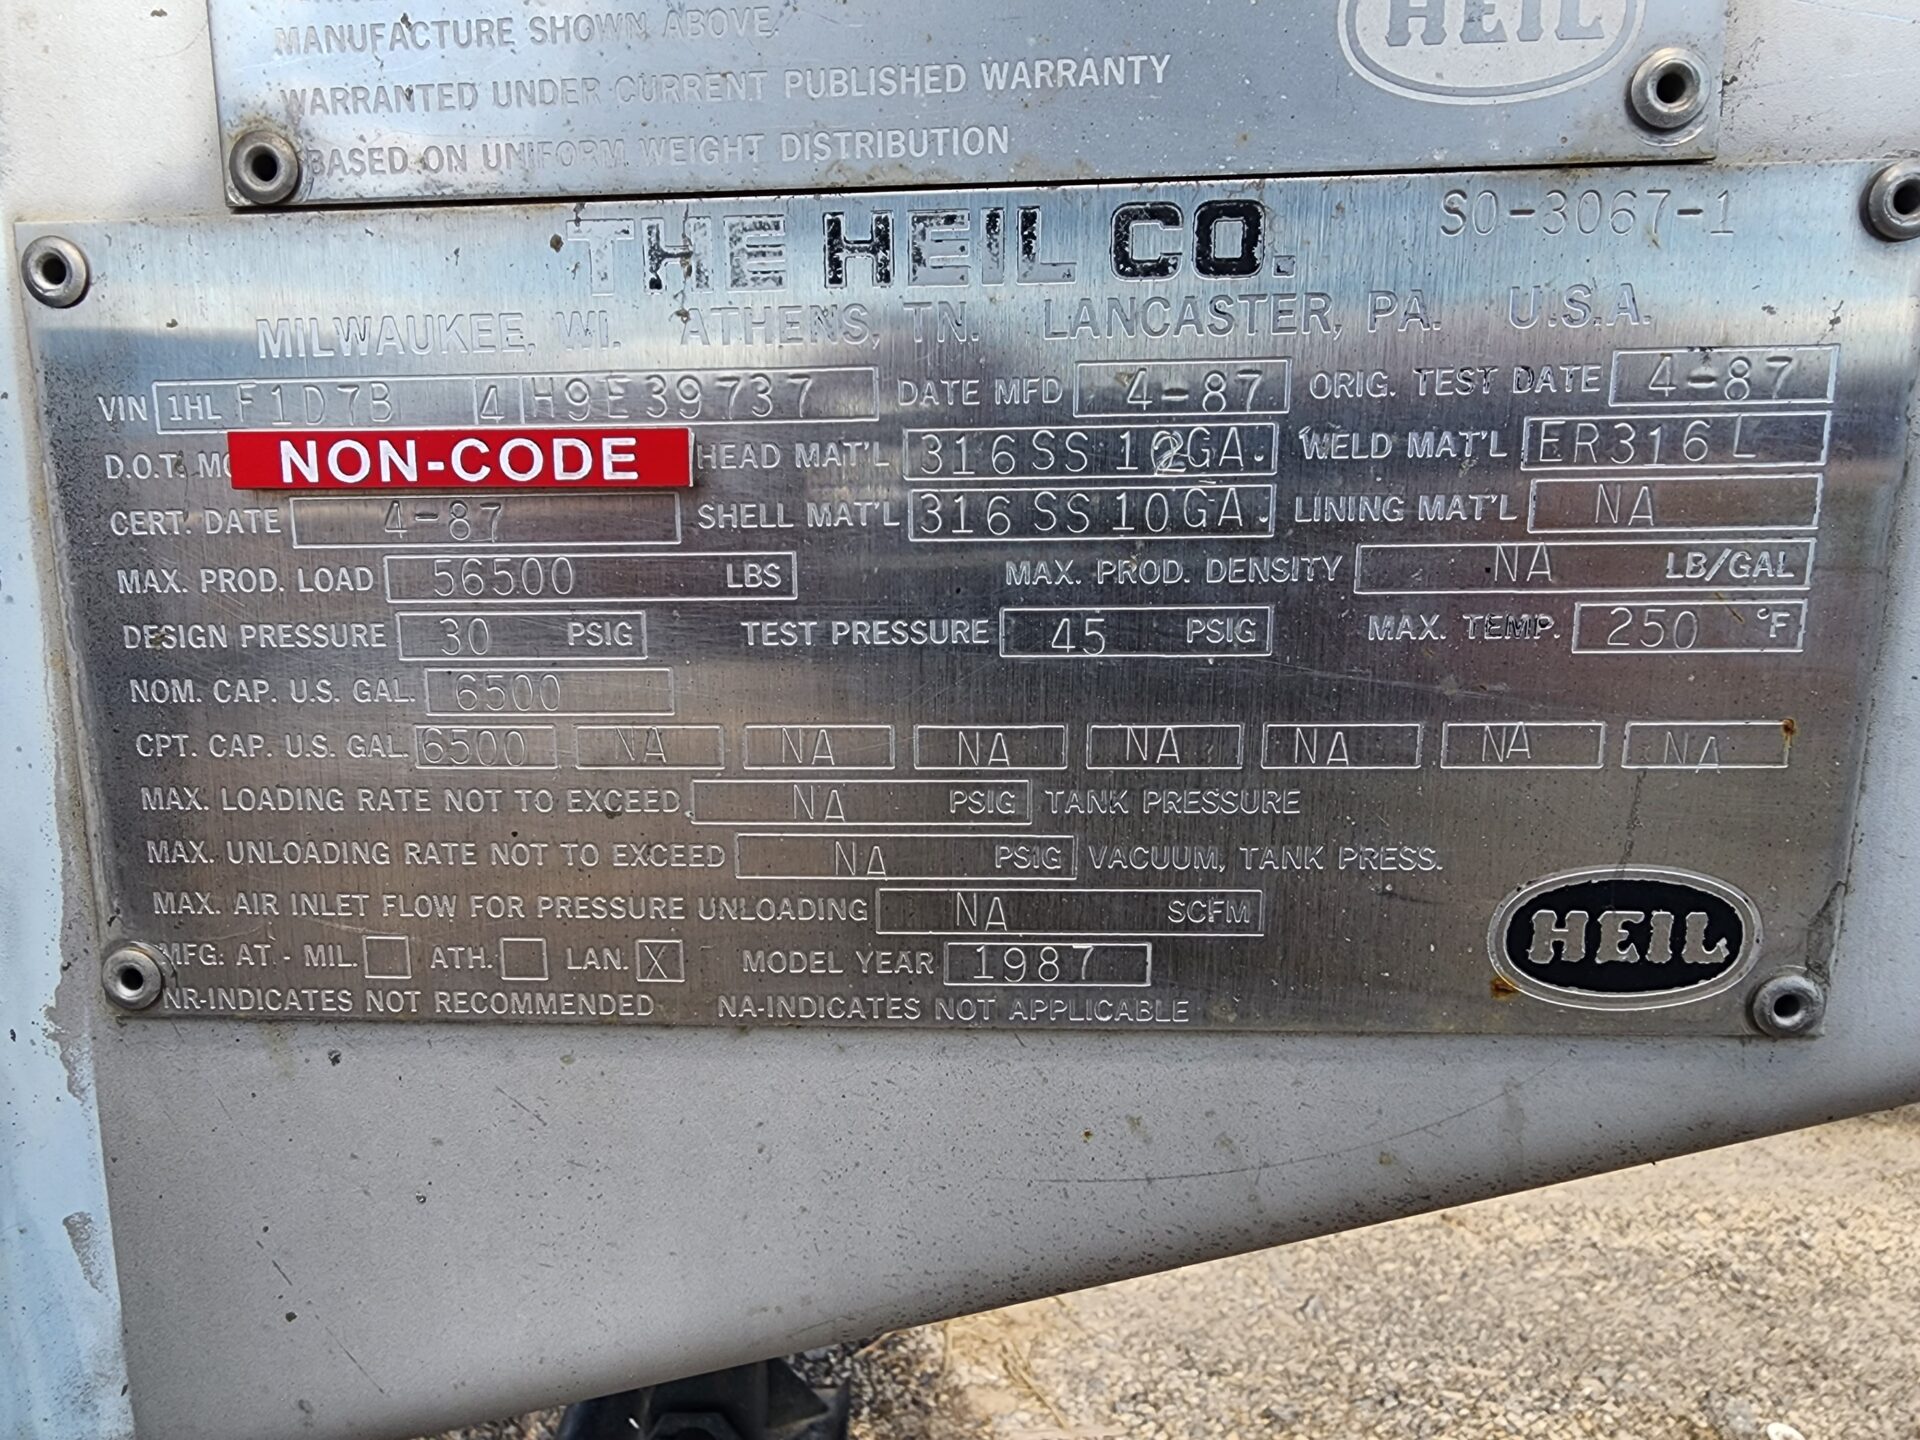 MANUFACTURE SHOWN ABOVE.
HEIL
WARRANTED UNDER CURRENT PUBLISHED WARRANTY
BASED ON UNIFORM WEIGHT DISTRIBUTION
THE HEIL CO. SO-3067-1
MILWAUKEE, WI. ATHENS, TN. LANCASTER, PA. U.S.A.
VIN 1HL F1D7B 4 H9E39737 DATE MFD 4-87 ORIG. TEST DATE 4-87
D.O.T. NON-CODE HEAD MAT'L 316SS 12GA. WELD MAT'L ER316L
CERT. DATE 4-87 SHELL MAT'L 316SS 10GA. LINING MAT'L NA
MAX. PROD. LOAD 56500 LBS MAX. PROD. DENSITY NA LB/GAL
DESIGN PRESSURE 30 PSIG TEST PRESSURE 45 PSIG MAX. TEMP. 250 °F
NOM. CAP. U.S. GAL. 6500
CPT. CAP. U.S. GAL. 6500 NA NA NA NA NA NA NA
MAX. LOADING RATE NOT TO EXCEED NA PSIG TANK PRESSURE
MAX. UNLOADING RATE NOT TO EXCEED NA PSIG VACUUM, TANK PRESS.
MAX. AIR INLET FLOW FOR PRESSURE UNLOADING NA SCFM
MFG. AT - MIL. ATH. LAN. X MODEL YEAR 1987
HEIL
NR-INDICATES NOT RECOMMENDED NA-INDICATES NOT APPLICABLE